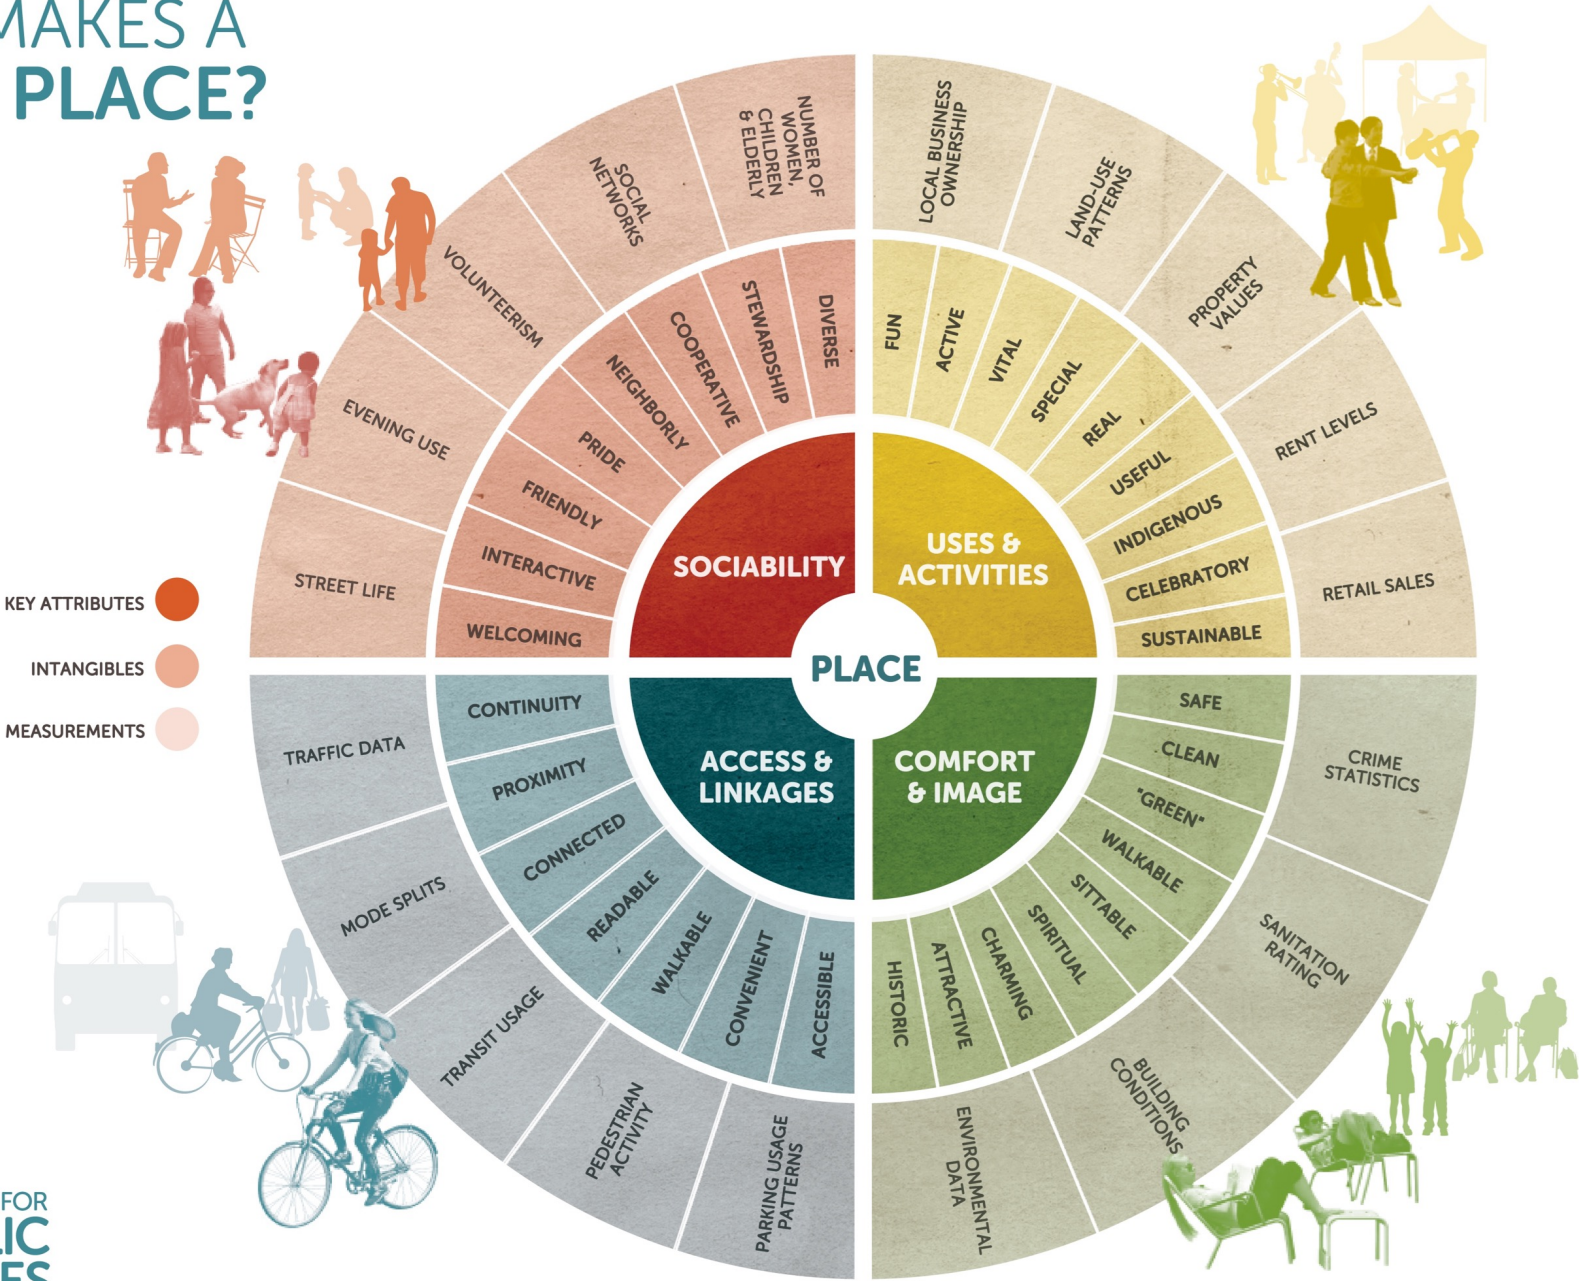 MAKES A
PLACE?
NUMBER OF
WOMEN,
CHILDREN
& ELDERLY
SOCIAL
NETWORKS
VOLUNTEERISM
EVENING USE
STREET LIFE
LOCAL BUSINESS
OWNERSHIP
LAND-USE
PATTERNS
PROPERTY
VALUES
RENT LEVELS
RETAIL SALES
DIVERSE
STEWARDSHIP
COOPERATIVE
NEIGHBORLY
PRIDE
FRIENDLY
INTERACTIVE
WELCOMING
FUN
ACTIVE
VITAL
SPECIAL
REAL
USEFUL
INDIGENOUS
CELEBRATORY
SUSTAINABLE
SOCIABILITY
USES &
ACTIVITIES
PLACE
ACCESS &
LINKAGES
COMFORT
& IMAGE
KEY ATTRIBUTES
INTANGIBLES
MEASUREMENTS
CONTINUITY
PROXIMITY
CONNECTED
READABLE
WALKABLE
CONVENIENT
ACCESSIBLE
SAFE
CLEAN
"GREEN"
WALKABLE
SITTABLE
SPIRITUAL
CHARMING
ATTRACTIVE
HISTORIC
TRAFFIC DATA
MODE SPLITS
TRANSIT USAGE
PEDESTRIAN
ACTIVITY
PARKING USAGE
PATTERNS
CRIME
STATISTICS
SANITATION
RATING
BUILDING
CONDITIONS
ENVIRONMENTAL
DATA
FOR
IC
ES